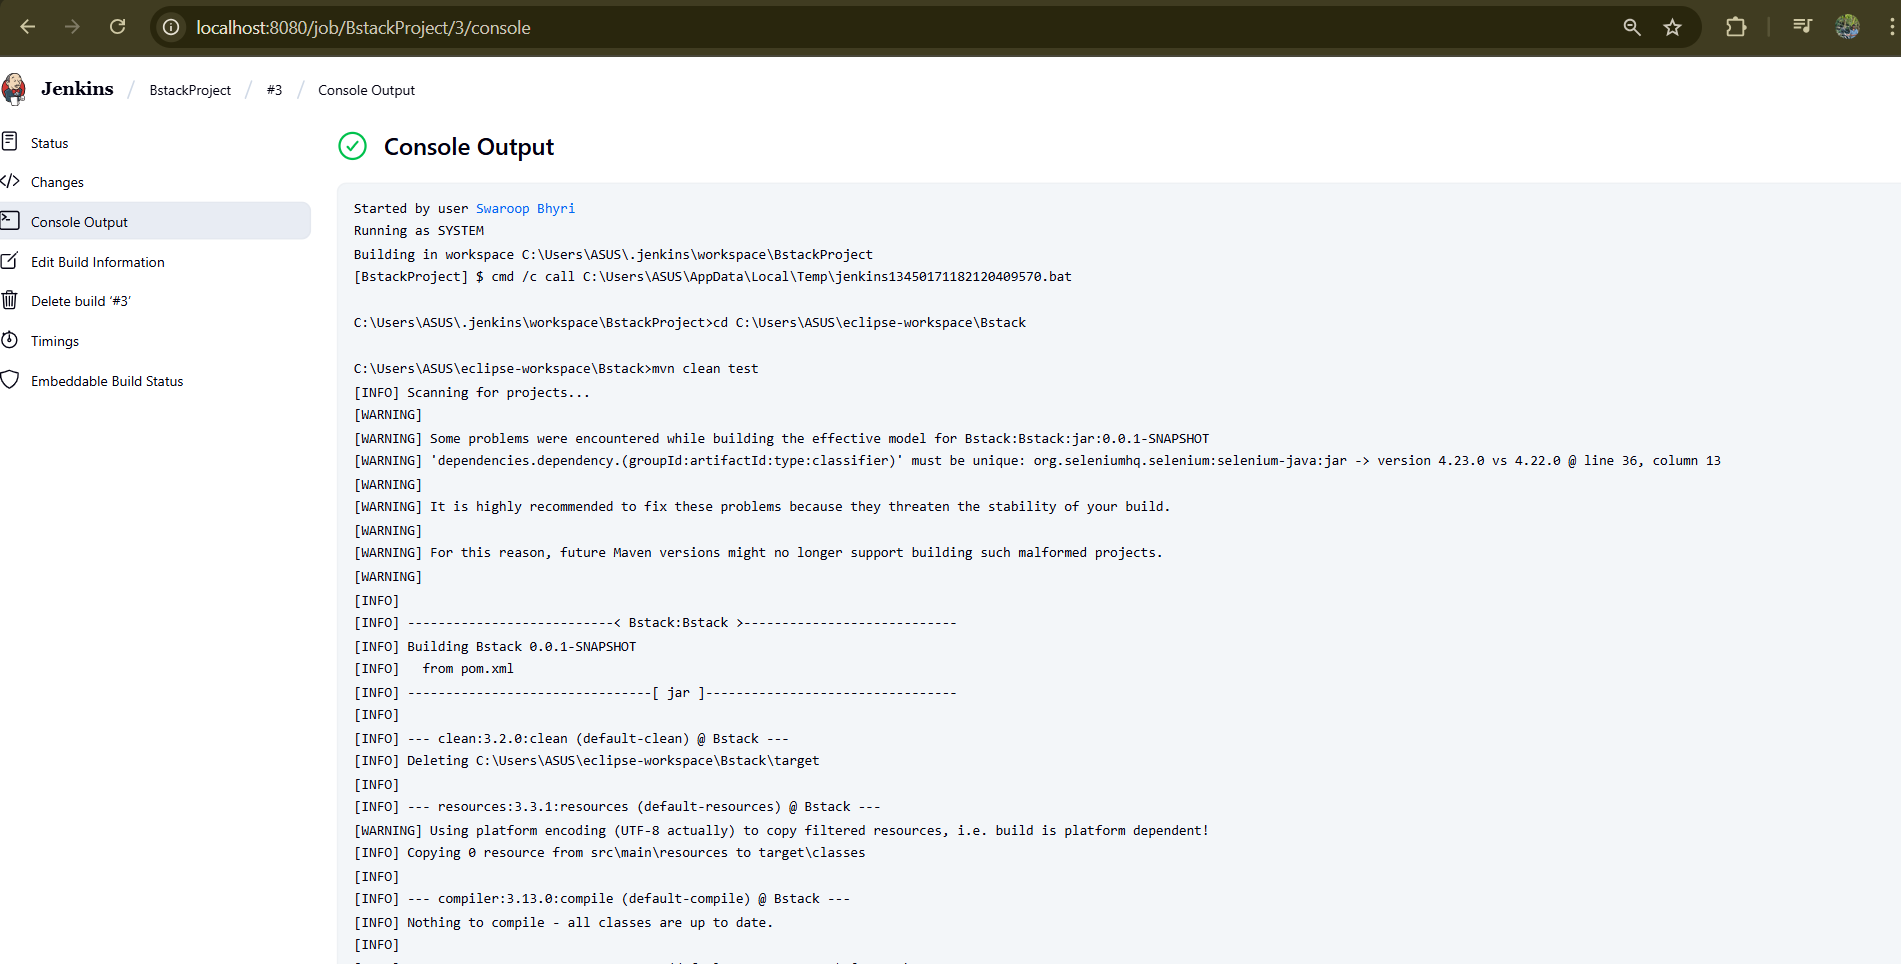 localhost:8080/job/BstackProject/3/console
Jenkins / BstackProject / #3 / Console Output
Status
Changes
Console Output
Edit Build Information
Delete build ‘#3’
Timings
Embeddable Build Status
Console Output
Started by user Swaroop Bhyri
Running as SYSTEM
Building in workspace C:\Users\ASUS\.jenkins\workspace\BstackProject
[BstackProject] $ cmd /c call C:\Users\ASUS\AppData\Local\Temp\jenkins13450171182120409570.bat
C:\Users\ASUS\.jenkins\workspace\BstackProject>cd C:\Users\ASUS\eclipse-workspace\Bstack
C:\Users\ASUS\eclipse-workspace\Bstack>mvn clean test
[INFO] Scanning for projects...
[WARNING]
[WARNING] Some problems were encountered while building the effective model for Bstack:Bstack:jar:0.0.1-SNAPSHOT
[WARNING] 'dependencies.dependency.(groupId:artifactId:type:classifier)' must be unique: org.seleniumhq.selenium:selenium-java:jar -> version 4.23.0 vs 4.22.0 @ line 36, column 13
[WARNING]
[WARNING] It is highly recommended to fix these problems because they threaten the stability of your build.
[WARNING]
[WARNING] For this reason, future Maven versions might no longer support building such malformed projects.
[WARNING]
[INFO]
[INFO] ---------------------------< Bstack:Bstack >----------------------------
[INFO] Building Bstack 0.0.1-SNAPSHOT
[INFO]   from pom.xml
[INFO] --------------------------------[ jar ]---------------------------------
[INFO]
[INFO] --- clean:3.2.0:clean (default-clean) @ Bstack ---
[INFO] Deleting C:\Users\ASUS\eclipse-workspace\Bstack\target
[INFO]
[INFO] --- resources:3.3.1:resources (default-resources) @ Bstack ---
[WARNING] Using platform encoding (UTF-8 actually) to copy filtered resources, i.e. build is platform dependent!
[INFO] Copying 0 resource from src\main\resources to target\classes
[INFO]
[INFO] --- compiler:3.13.0:compile (default-compile) @ Bstack ---
[INFO] Nothing to compile - all classes are up to date.
[INFO]